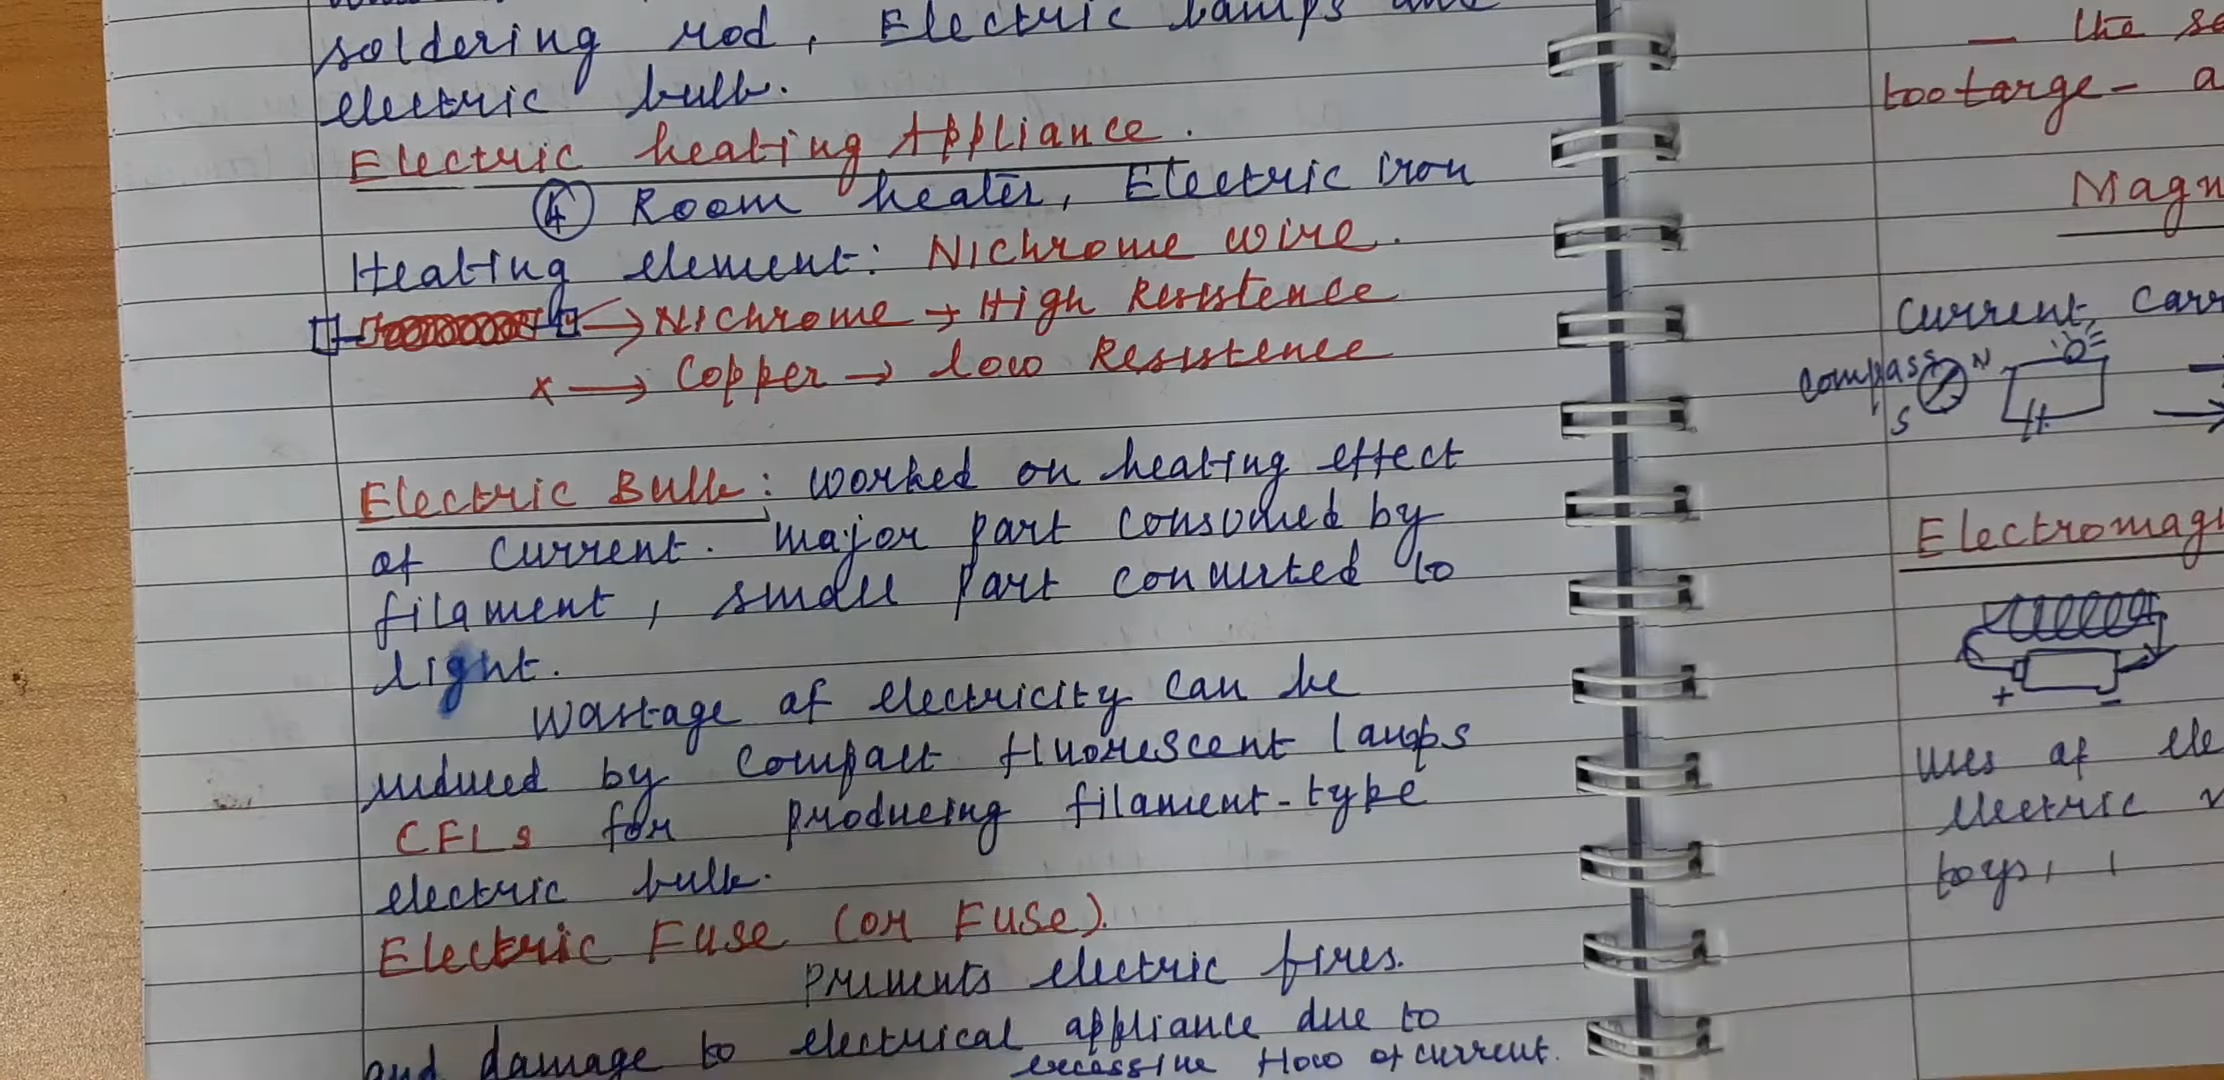 soldering rod, Electric lamps and
electric bulb.
Electric heating Appliance.
④ Room heater, Electric iron
Heating element: Nichrome wire.
→ Nichrome → High Resistence
x → Copper → low Resistence
Electric Bulb: worked on heating effect
of current. Major part consumed by
filament, small part converted to
light.
Wastage of electricity can be
reduced by compact fluorescent lamps
CFLs for producing filament-type
electric bulb.
Electric Fuse (or Fuse).
Prevents electric fires.
and damage to electrical appliance due to
excessive flow of current.
— the
too large - a
Magn
Current Carr
compass N
S
Electromagn
+ -
uses of ele
electric
toys,